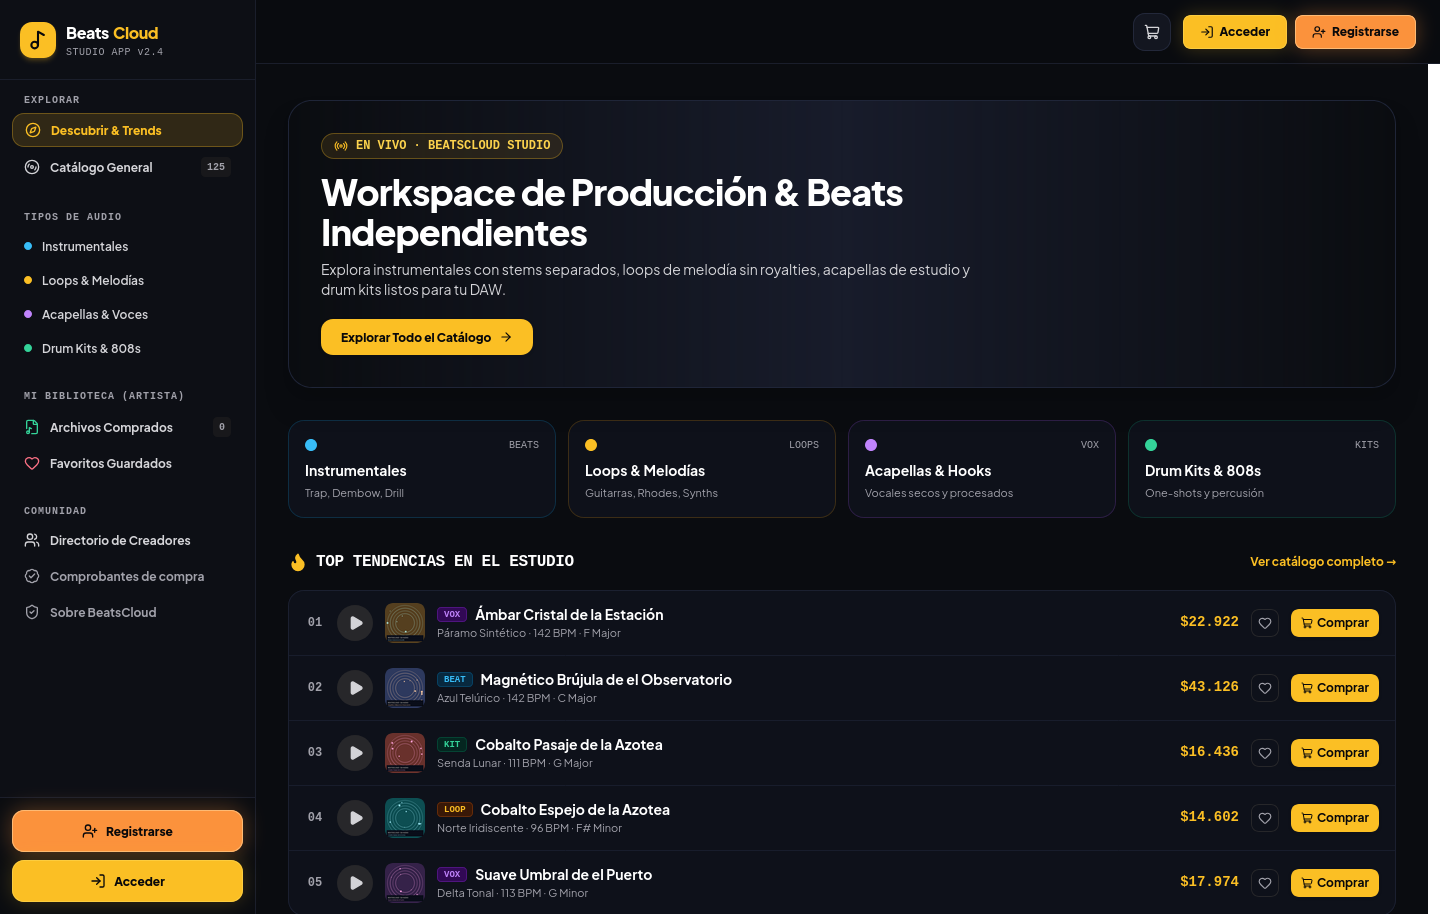 Beats Cloud
STUDIO APP v2.4
EXPLORAR
Descubrir & Trends
Catálogo General 125
TIPOS DE AUDIO
Instrumentales
Loops & Melodías
Acapellas & Voces
Drum Kits & 808s
MI BIBLIOTECA (ARTISTA)
Archivos Comprados 0
Favoritos Guardados
COMUNIDAD
Directorio de Creadores
Comprobantes de compra
Sobre BeatsCloud
Registrarse
Acceder
Acceder Registrarse
EN VIVO · BEATSCLOUD STUDIO
Workspace de Producción & Beats
Independientes
Explora instrumentales con stems separados, loops de melodía sin royalties, acapellas de estudio y
drum kits listos para tu DAW.
Explorar Todo el Catálogo →
BEATS
Instrumentales
Trap, Dembow, Drill
LOOPS
Loops & Melodías
Guitarras, Rhodes, Synths
VOX
Acapellas & Hooks
Vocales secos y procesados
KITS
Drum Kits & 808s
One-shots y percusión
TOP TENDENCIAS EN EL ESTUDIO
Ver catálogo completo →
01 VOX Ámbar Cristal de la Estación $22.922 Comprar
Páramo Sintético · 142 BPM · F Major
02 BEAT Magnético Brújula de el Observatorio $43.126 Comprar
Azul Telúrico · 142 BPM · C Major
03 KIT Cobalto Pasaje de la Azotea $16.436 Comprar
Senda Lunar · 111 BPM · G Major
04 LOOP Cobalto Espejo de la Azotea $14.602 Comprar
Norte Iridiscente · 96 BPM · F# Minor
05 VOX Suave Umbral de el Puerto $17.974 Comprar
Delta Tonal · 113 BPM · G Minor